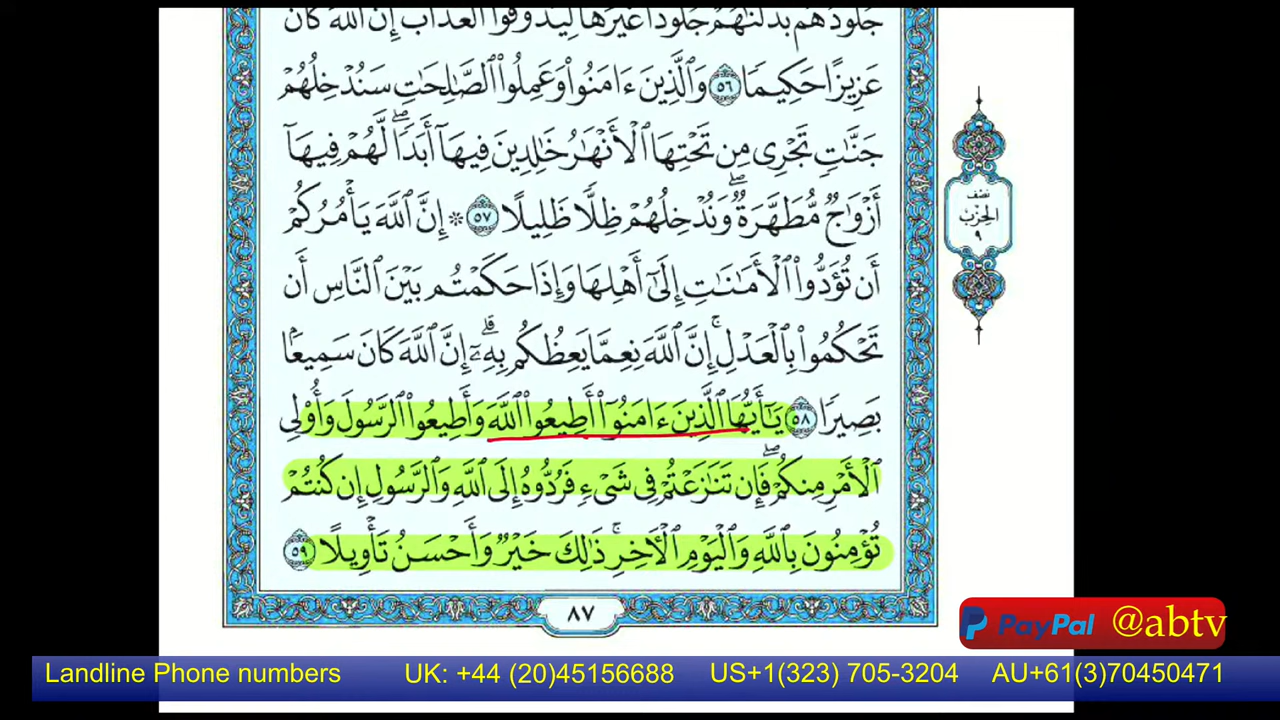 جُلُودُهُم بَدَّلۡنَٰهُمۡ جُلُودًا غَيۡرَهَا لِيَذُوقُواْ ٱلۡعَذَابَۗ إِنَّ ٱللَّهَ كَانَ
عَزِيزًا حَكِيمٗا ٥٦ وَٱلَّذِينَ ءَامَنُواْ وَعَمِلُواْ ٱلصَّٰلِحَٰتِ سَنُدۡخِلُهُمۡ
جَنَّٰتٖ تَجۡرِي مِن تَحۡتِهَا ٱلۡأَنۡهَٰرُ خَٰلِدِينَ فِيهَآ أَبَدٗاۖ لَّهُمۡ فِيهَآ
أَزۡوَٰجٞ مُّطَهَّرَةٞۖ وَنُدۡخِلُهُمۡ ظِلّٗا ظَلِيلًا ٥٧ ۞ إِنَّ ٱللَّهَ يَأۡمُرُكُمۡ
أَن تُؤَدُّواْ ٱلۡأَمَٰنَٰتِ إِلَىٰٓ أَهۡلِهَا وَإِذَا حَكَمۡتُم بَيۡنَ ٱلنَّاسِ أَن
تَحۡكُمُواْ بِٱلۡعَدۡلِۚ إِنَّ ٱللَّهَ نِعِمَّا يَعِظُكُم بِهِۦٓۗ إِنَّ ٱللَّهَ كَانَ سَمِيعَۢا
بَصِيرٗا ٥٨ يَٰٓأَيُّهَا ٱلَّذِينَ ءَامَنُوٓاْ أَطِيعُواْ ٱللَّهَ وَأَطِيعُواْ ٱلرَّسُولَ وَأُوْلِي
ٱلۡأَمۡرِ مِنكُمۡۖ فَإِن تَنَٰزَعۡتُمۡ فِي شَيۡءٖ فَرُدُّوهُ إِلَى ٱللَّهِ وَٱلرَّسُولِ إِن كُنتُمۡ
تُؤۡمِنُونَ بِٱللَّهِ وَٱلۡيَوۡمِ ٱلۡأٓخِرِۚ ذَٰلِكَ خَيۡرٞ وَأَحۡسَنُ تَأۡوِيلًا ٥٩
نصۡف
الحِزۡبُ
٩
٨٧
PayPal @abtv
Landline Phone numbers UK: +44 (20)45156688 US+1(323) 705-3204 AU+61(3)70450471